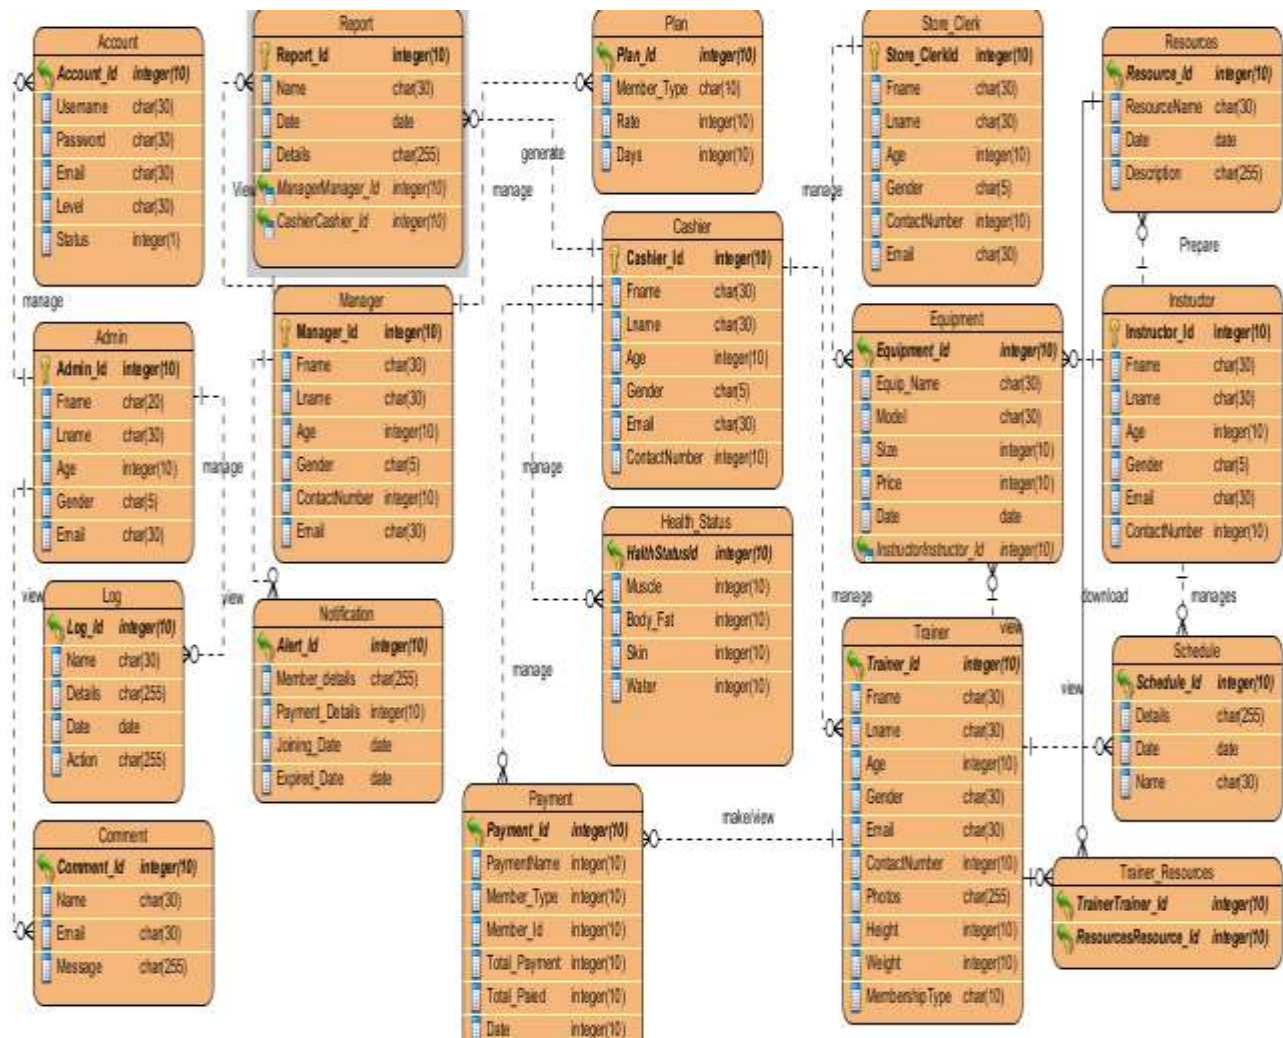 Account
Account_Id integer(10)
Username char(30)
Password char(30)
Email char(30)
Level char(30)
Status integer(1)
manage
Report
Report_Id integer(10)
Name char(30)
Date date
Details char(255)
ManagerManager_Id integer(10)
CashierCashier_Id integer(10)
View
generate
manage
Plan
Plan_Id integer(10)
Member_Type char(10)
Rate integer(10)
Days integer(10)
Store_Clerk
Store_ClerkId integer(10)
Fname char(30)
Lname char(30)
Age integer(10)
Gender char(5)
ContactNumber integer(10)
Email char(30)
manage
Resources
Resource_Id integer(10)
ResourceName char(30)
Date date
Description char(255)
Prepare
Admin
Admin_Id integer(10)
Fname char(20)
Lname char(30)
Age integer(10)
Gender char(5)
Email char(30)
manage
view
Manager
Manager_Id integer(10)
Fname char(30)
Lname char(30)
Age integer(10)
Gender char(5)
ContactNumber integer(10)
Email char(30)
view
Cashier
Cashier_Id integer(10)
Fname char(30)
Lname char(30)
Age integer(10)
Gender char(5)
Email char(30)
ContactNumber integer(10)
manage
manage
manage
Equipment
Equipment_Id integer(10)
Equip_Name char(30)
Model char(30)
Size integer(10)
Price integer(10)
Date date
InstructorInstructor_Id integer(10)
view
Instructor
Instructor_Id integer(10)
Fname char(30)
Lname char(30)
Age integer(10)
Gender char(5)
Email char(30)
ContactNumber integer(10)
manages
download
view
Log
Log_Id integer(10)
Name char(30)
Details char(255)
Date date
Action char(255)
Notification
Alert_Id integer(10)
Member_details char(255)
Payment_Details integer(10)
Joining_Date date
Expired_Date date
Health_Status
HalthStatusId integer(10)
Muscle integer(10)
Body_Fat integer(10)
Skin integer(10)
Water integer(10)
Trainer
Trainer_Id integer(10)
Fname char(30)
Lname char(30)
Age integer(10)
Gender char(30)
Email char(30)
ContactNumber integer(10)
Photos char(255)
Height integer(10)
Weight integer(10)
MembershipType char(10)
Schedule
Schedule_Id integer(10)
Details char(255)
Date date
Name char(30)
Comment
Comment_Id integer(10)
Name char(30)
Email char(30)
Message char(255)
Payment
Payment_Id integer(10)
PaymentName integer(10)
Member_Type integer(10)
Member_Id integer(10)
Total_Payment integer(10)
Total_Paied integer(10)
Date integer(10)
make/view
Trainer_Resources
TrainerTrainer_Id integer(10)
ResourcesResource_Id integer(10)